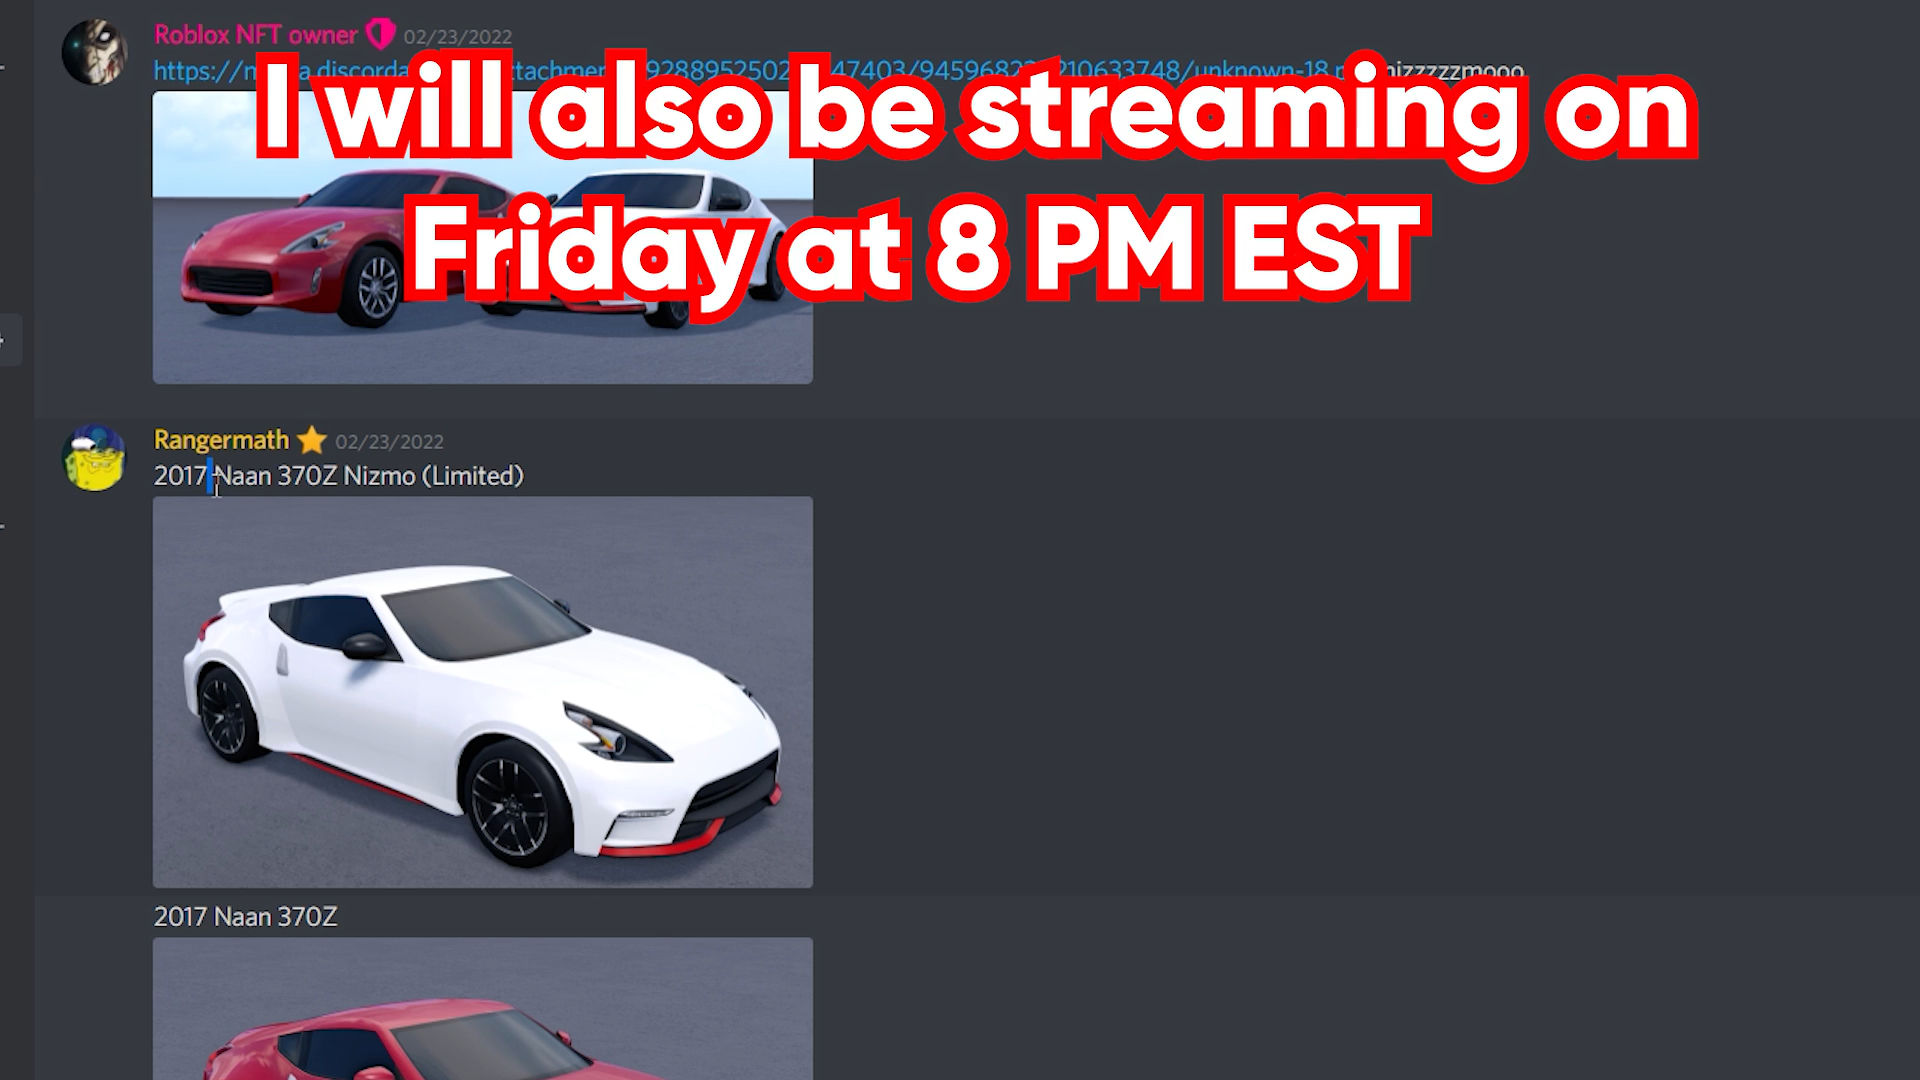 Roblox NFT owner 02/23/2022
I will also be streaming on
Friday at 8 PM EST
Rangermath 02/23/2022
2017 Naan 370Z Nizmo (Limited)
2017 Naan 370Z